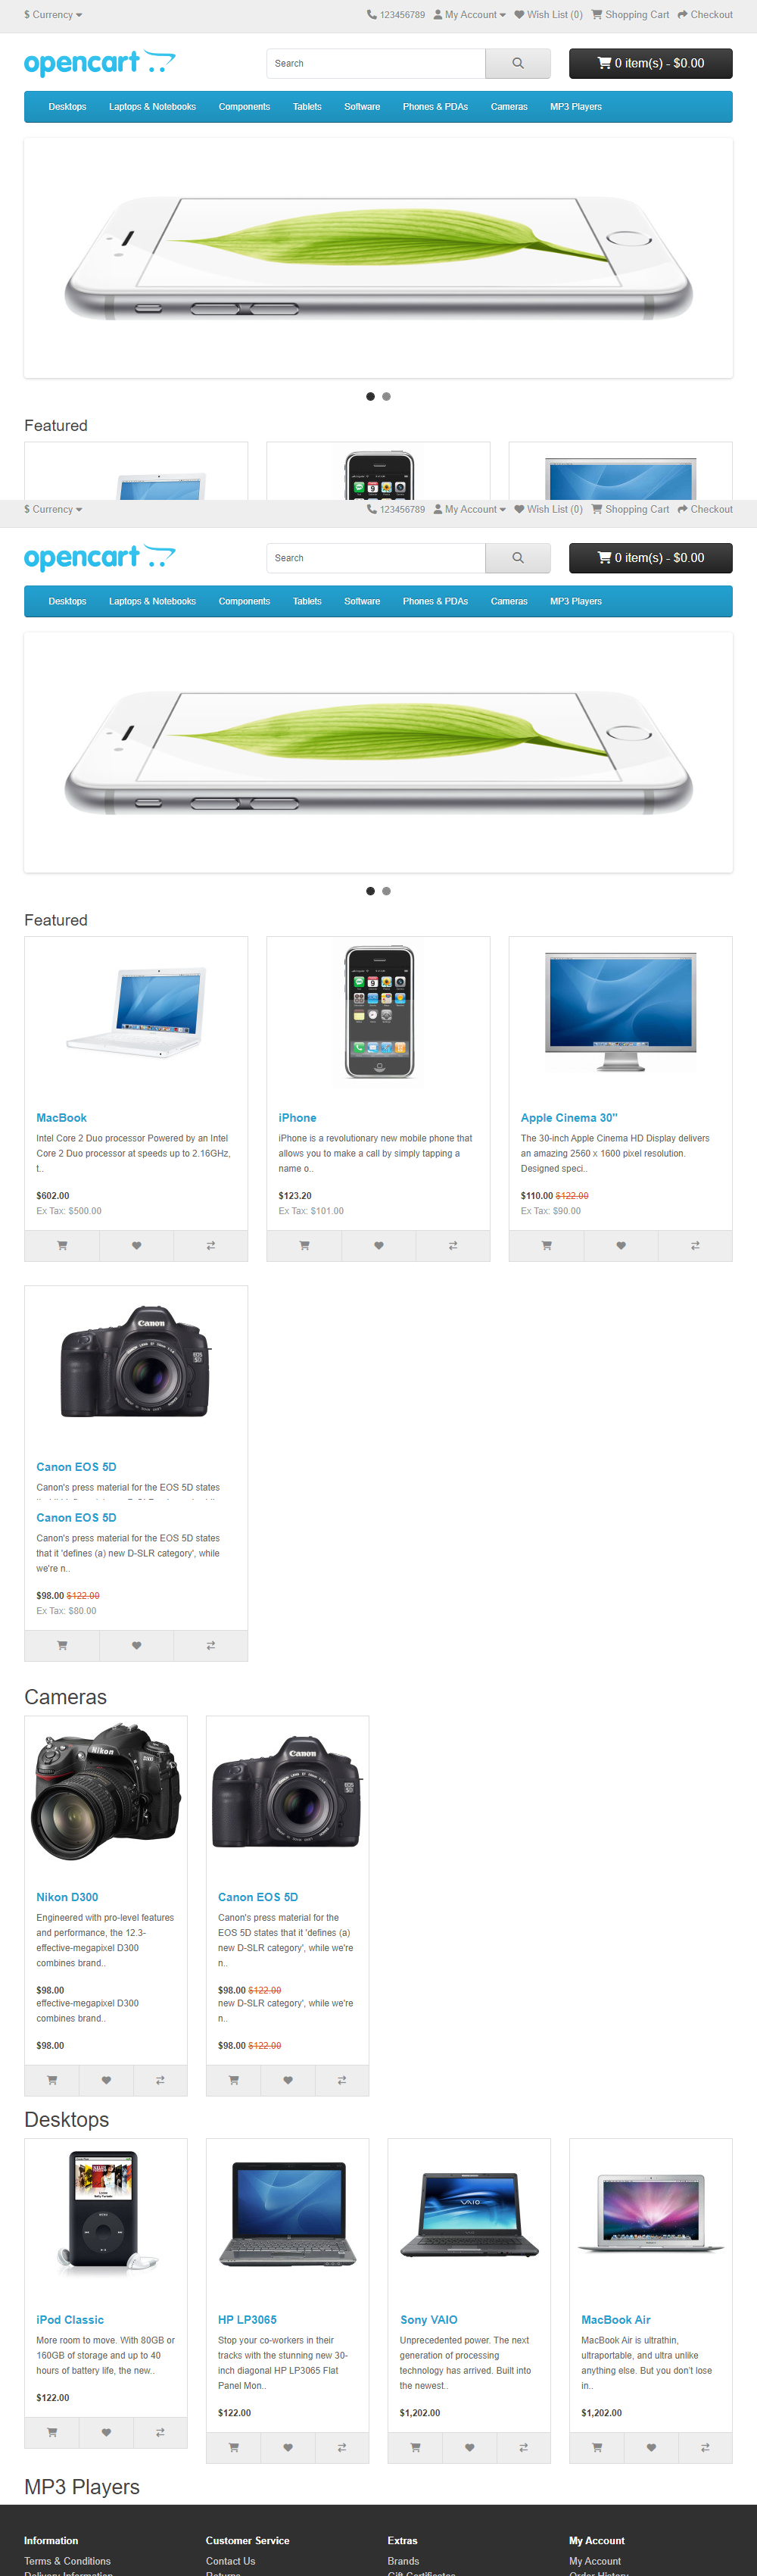 $ Currency 123456789 My Account Wish List (0) Shopping Cart Checkout
opencart Search 0 item(s) - $0.00
Desktops Laptops & Notebooks Components Tablets Software Phones & PDAs Cameras MP3 Players
Featured
$ Currency 123456789 My Account Wish List (0) Shopping Cart Checkout
opencart Search 0 item(s) - $0.00
Desktops Laptops & Notebooks Components Tablets Software Phones & PDAs Cameras MP3 Players
Featured
MacBook
Intel Core 2 Duo processor Powered by an Intel
Core 2 Duo processor at speeds up to 2.16GHz,
t..
$602.00
Ex Tax: $500.00
iPhone
iPhone is a revolutionary new mobile phone that
allows you to make a call by simply tapping a
name o..
$123.20
Ex Tax: $101.00
Apple Cinema 30"
The 30-inch Apple Cinema HD Display delivers
an amazing 2560 x 1600 pixel resolution.
Designed speci..
$110.00 $122.00
Ex Tax: $90.00
Canon
Canon EOS 5D
Canon's press material for the EOS 5D states
Canon EOS 5D
Canon's press material for the EOS 5D states
that it 'defines (a) new D-SLR category', while
we're n..
$98.00 $122.00
Ex Tax: $80.00
Cameras
Nikon
D300
Nikon D300
Engineered with pro-level features
and performance, the 12.3-
effective-megapixel D300
combines brand..
$98.00
effective-megapixel D300
combines brand..
$98.00
Canon
Canon EOS 5D
Canon's press material for the
EOS 5D states that it 'defines (a)
new D-SLR category', while we're
n..
$98.00 $122.00
new D-SLR category', while we're
n..
$98.00 $122.00
Desktops
iPod Classic
More room to move. With 80GB or
160GB of storage and up to 40
hours of battery life, the new..
$122.00
HP LP3065
Stop your co-workers in their
tracks with the stunning new 30-
inch diagonal HP LP3065 Flat
Panel Mon..
$122.00
VAIO
Sony VAIO
Unprecedented power. The next
generation of processing
technology has arrived. Built into
the newest..
$1,202.00
MacBook Air
MacBook Air is ultrathin,
ultraportable, and ultra unlike
anything else. But you don't lose
in..
$1,202.00
MP3 Players
Information Customer Service Extras My Account
Terms & Conditions Contact Us Brands My Account
Delivery Information Returns Gift Certificates Order History